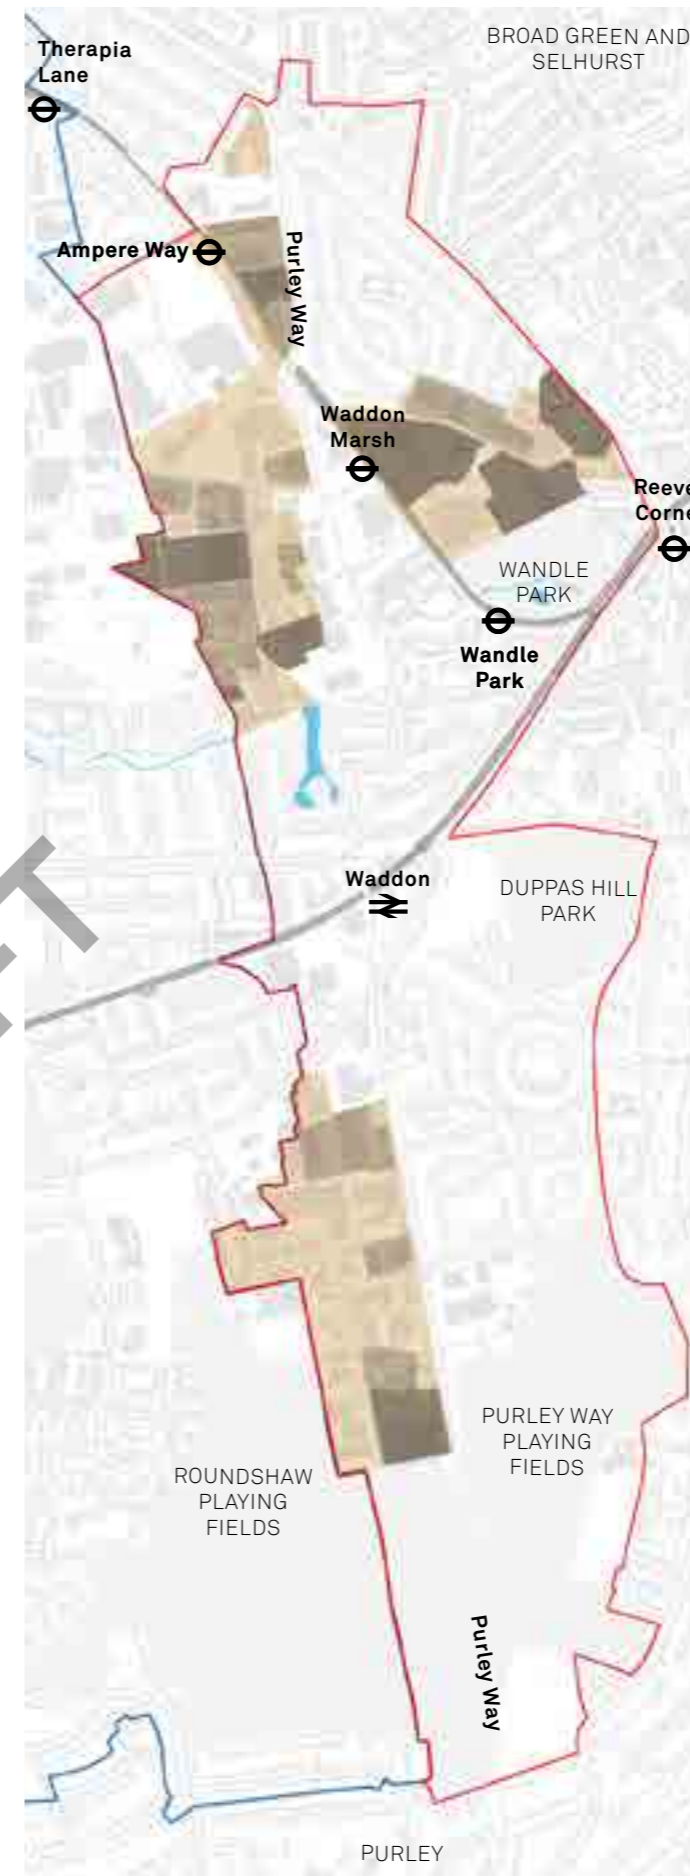 BROAD GREEN AND
SELHURST
Therapia
Lane
Ampere Way
Purley Way
Waddon
Marsh
Reeve
Corne
WANDLE
PARK
Wandle
Park
Waddon
DUPPAS HILL
PARK
FT
PURLEY WAY
PLAYING
FIELDS
ROUNDSHAW
PLAYING
FIELDS
Purley Way
PURLEY